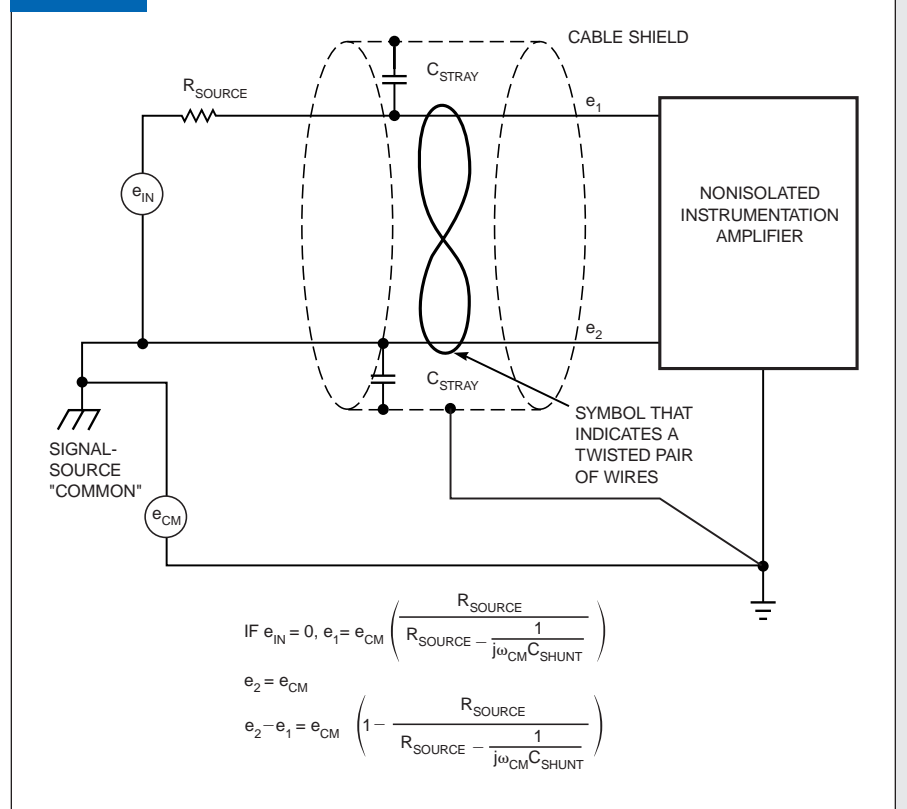 CABLE SHIELD
C_STRAY
R_SOURCE
e_1
e_IN
NONISOLATED
INSTRUMENTATION
AMPLIFIER
e_2
C_STRAY
SYMBOL THAT
INDICATES A
TWISTED PAIR
OF WIRES
SIGNAL-
SOURCE
"COMMON"
e_CM
IF e_IN = 0, e_1 = e_CM ( R_SOURCE / ( R_SOURCE − 1 / ( jω_CM C_SHUNT ) ) )
e_2 = e_CM
e_2 − e_1 = e_CM ( 1 − R_SOURCE / ( R_SOURCE − 1 / ( jω_CM C_SHUNT ) ) )